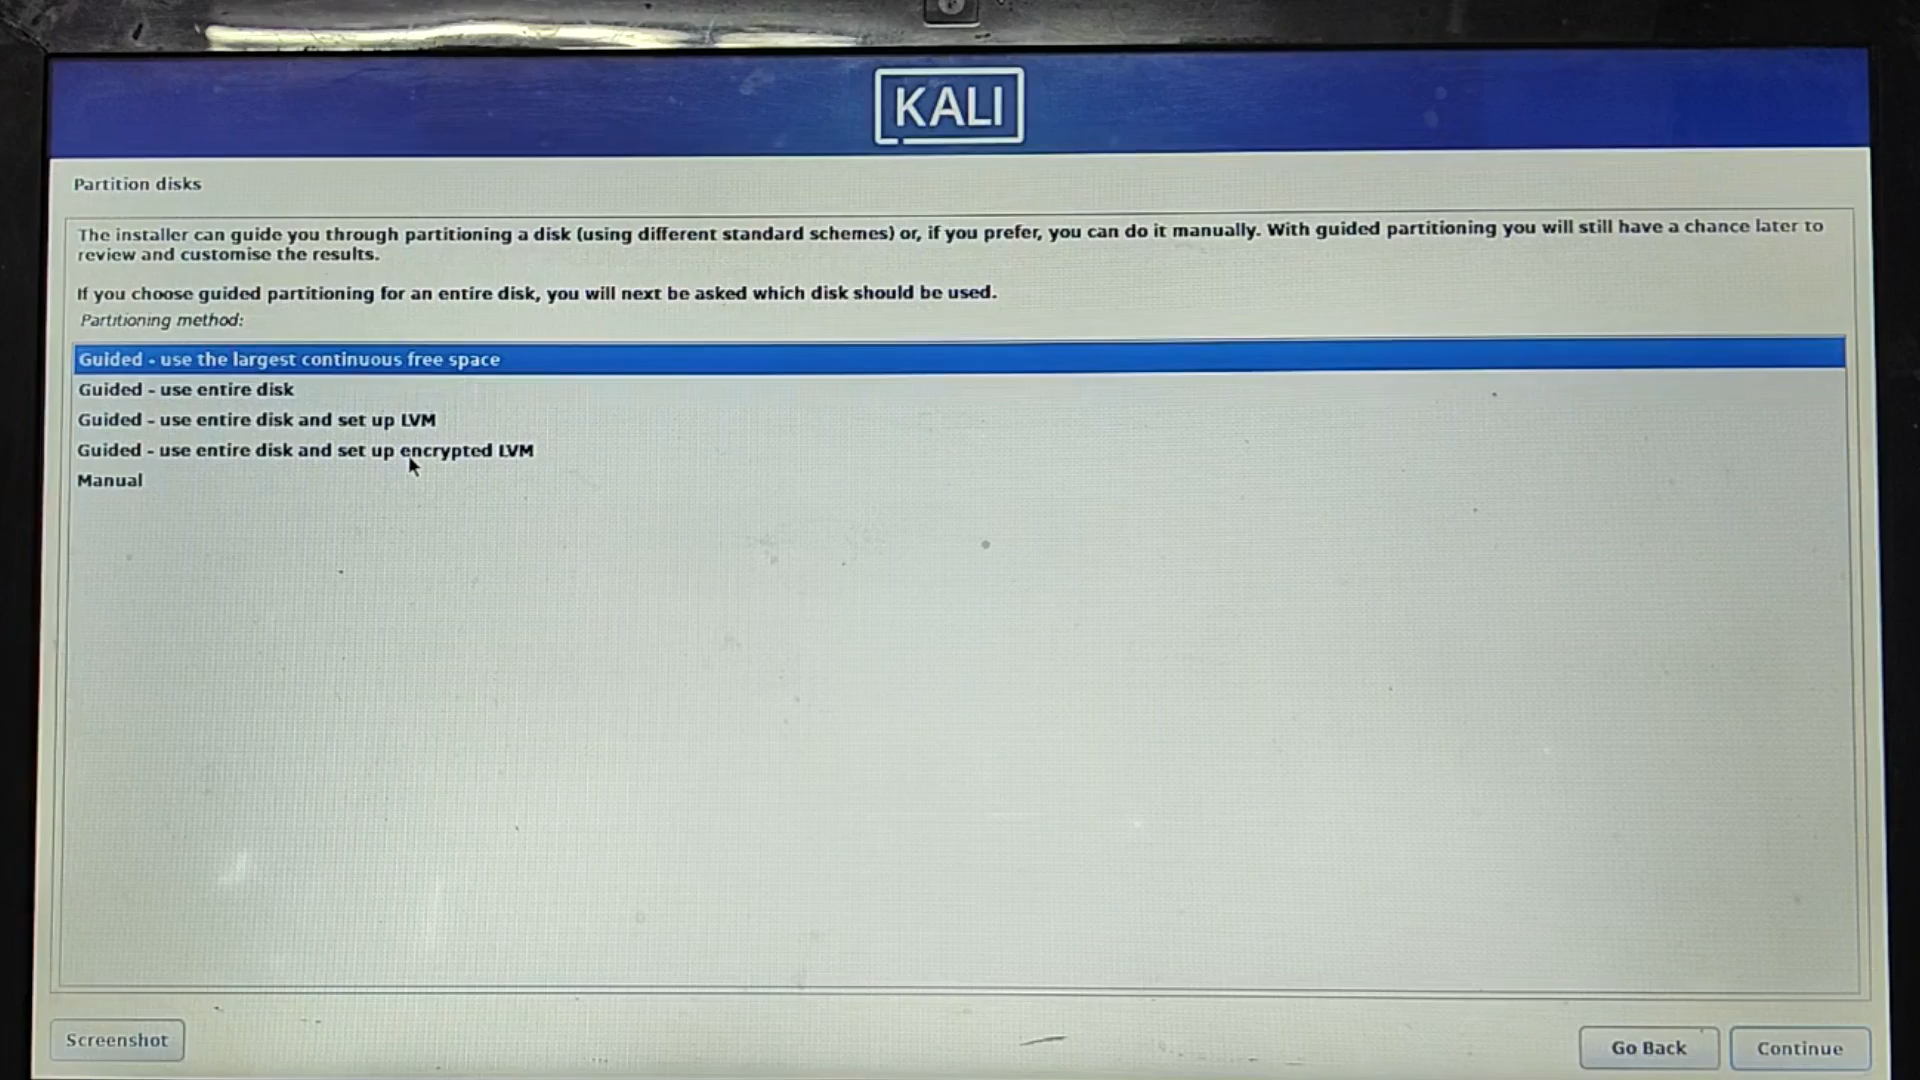 KALI
Partition disks
The installer can guide you through partitioning a disk (using different standard schemes) or, if you prefer, you can do it manually. With guided partitioning you will still have a chance later to
review and customise the results.
If you choose guided partitioning for an entire disk, you will next be asked which disk should be used.
Partitioning method:
Guided - use the largest continuous free space
Guided - use entire disk
Guided - use entire disk and set up LVM
Guided - use entire disk and set up encrypted LVM
Manual
Screenshot
Go Back
Continue